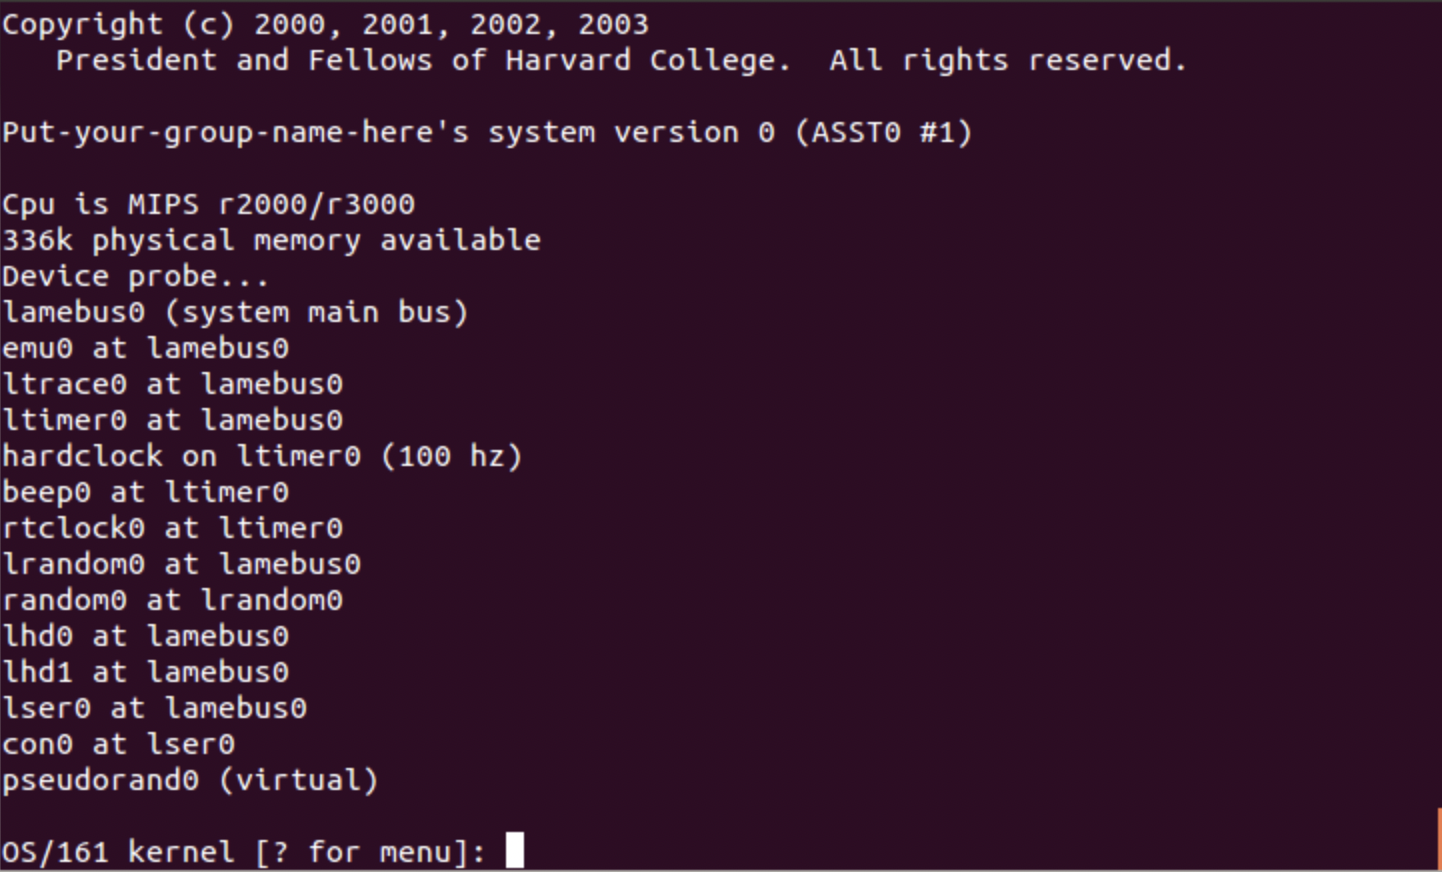 Copyright (c) 2000, 2001, 2002, 2003
   President and Fellows of Harvard College.  All rights reserved.

Put-your-group-name-here's system version 0 (ASST0 #1)

Cpu is MIPS r2000/r3000
336k physical memory available
Device probe...
lamebus0 (system main bus)
emu0 at lamebus0
ltrace0 at lamebus0
ltimer0 at lamebus0
hardclock on ltimer0 (100 hz)
beep0 at ltimer0
rtclock0 at ltimer0
lrandom0 at lamebus0
random0 at lrandom0
lhd0 at lamebus0
lhd1 at lamebus0
lser0 at lamebus0
con0 at lser0
pseudorand0 (virtual)

OS/161 kernel [? for menu]: